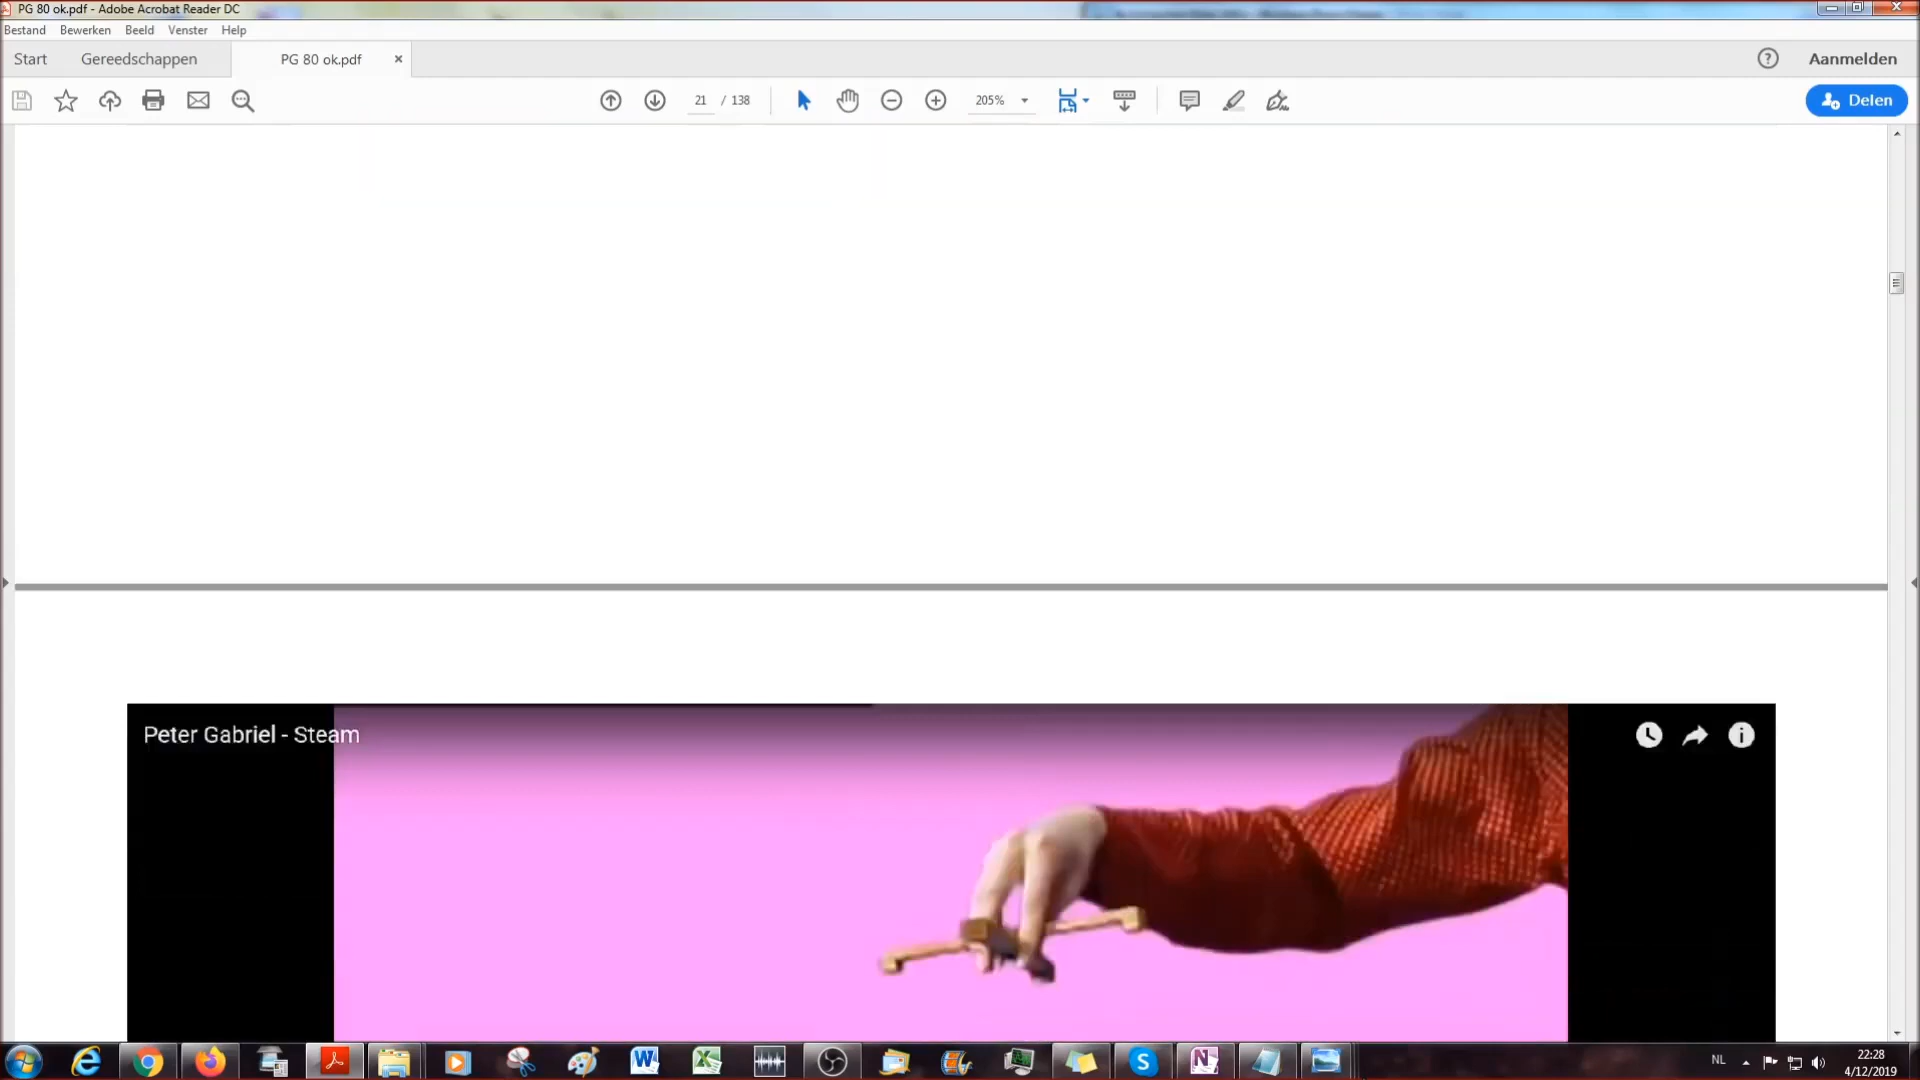 PG 80 ok.pdf - Adobe Acrobat Reader DC
Bestand Bewerken Beeld Venster Help
Start Gereedschappen PG 80 ok.pdf Aanmelden
21 / 138 205% Delen
Peter Gabriel - Steam
NL 22:28
4/12/2019